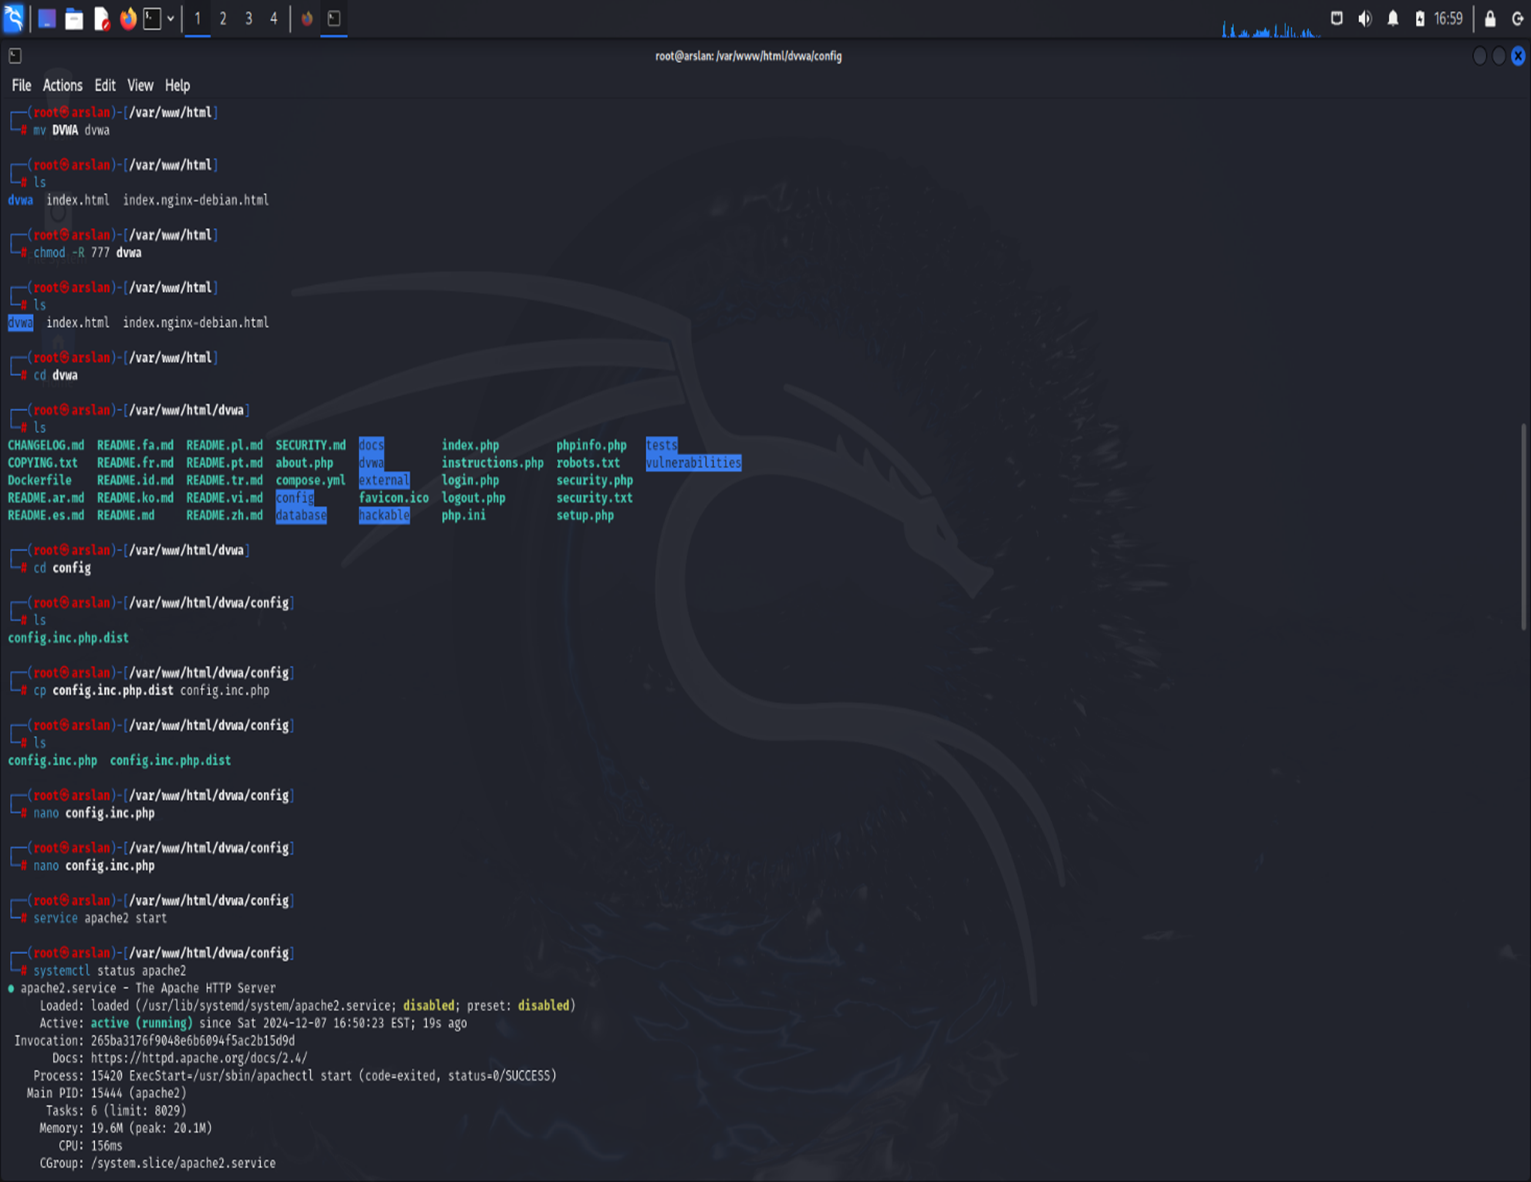 1 2 3 4 16:59
root@arslan: /var/www/html/dvwa/config
File Actions Edit View Help
┌──(root㉿arslan)-[/var/www/html]
└─# mv DVWA dvwa
┌──(root㉿arslan)-[/var/www/html]
└─# ls
dvwa index.html index.nginx-debian.html
┌──(root㉿arslan)-[/var/www/html]
└─# chmod -R 777 dvwa
┌──(root㉿arslan)-[/var/www/html]
└─# ls
dvwa index.html index.nginx-debian.html
┌──(root㉿arslan)-[/var/www/html]
└─# cd dvwa
┌──(root㉿arslan)-[/var/www/html/dvwa]
└─# ls
CHANGELOG.md README.fa.md README.pl.md SECURITY.md docs index.php phpinfo.php tests
COPYING.txt README.fr.md README.pt.md about.php dvwa instructions.php robots.txt vulnerabilities
Dockerfile README.id.md README.tr.md compose.yml external login.php security.php
README.ar.md README.ko.md README.vi.md config favicon.ico logout.php security.txt
README.es.md README.md README.zh.md database hackable php.ini setup.php
┌──(root㉿arslan)-[/var/www/html/dvwa]
└─# cd config
┌──(root㉿arslan)-[/var/www/html/dvwa/config]
└─# ls
config.inc.php.dist
┌──(root㉿arslan)-[/var/www/html/dvwa/config]
└─# cp config.inc.php.dist config.inc.php
┌──(root㉿arslan)-[/var/www/html/dvwa/config]
└─# ls
config.inc.php config.inc.php.dist
┌──(root㉿arslan)-[/var/www/html/dvwa/config]
└─# nano config.inc.php
┌──(root㉿arslan)-[/var/www/html/dvwa/config]
└─# nano config.inc.php
┌──(root㉿arslan)-[/var/www/html/dvwa/config]
└─# service apache2 start
┌──(root㉿arslan)-[/var/www/html/dvwa/config]
└─# systemctl status apache2
● apache2.service - The Apache HTTP Server
Loaded: loaded (/usr/lib/systemd/system/apache2.service; disabled; preset: disabled)
Active: active (running) since Sat 2024-12-07 16:50:23 EST; 19s ago
Invocation: 265ba3176f9048e6b6094f5ac2b15d9d
Docs: https://httpd.apache.org/docs/2.4/
Process: 15420 ExecStart=/usr/sbin/apachectl start (code=exited, status=0/SUCCESS)
Main PID: 15444 (apache2)
Tasks: 6 (limit: 8029)
Memory: 19.6M (peak: 20.1M)
CPU: 156ms
CGroup: /system.slice/apache2.service